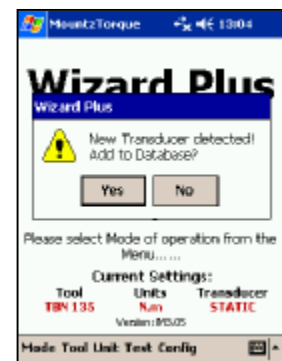 MountzTorque 13:04
Wizard Plus
Wizard Plus
New Transducer detected!
Add to Database?
Yes No
Please select Mode of operation from the
Menu......
Current Settings:
Tool Units Transducer
TBN 135 N.m STATIC
Mode Tool Unit Test Config